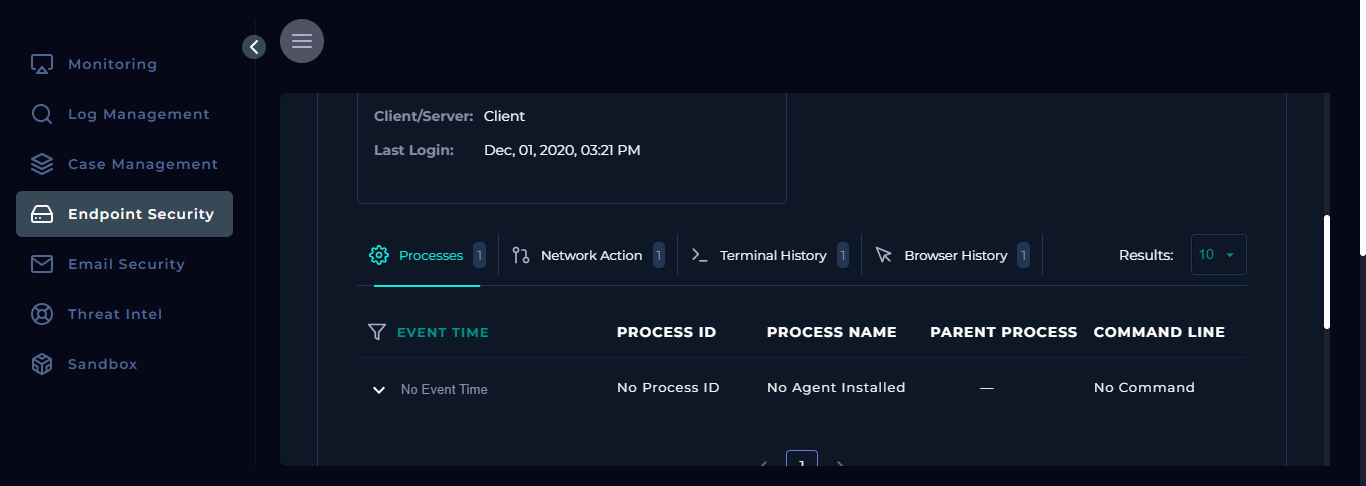 Monitoring
Log Management
Case Management
Endpoint Security
Email Security
Threat Intel
Sandbox
Client/Server: Client
Last Login: Dec, 01, 2020, 03:21 PM
Processes 1 Network Action 1 Terminal History 1 Browser History 1 Results: 10
EVENT TIME PROCESS ID PROCESS NAME PARENT PROCESS COMMAND LINE
No Event Time No Process ID No Agent Installed — No Command
1